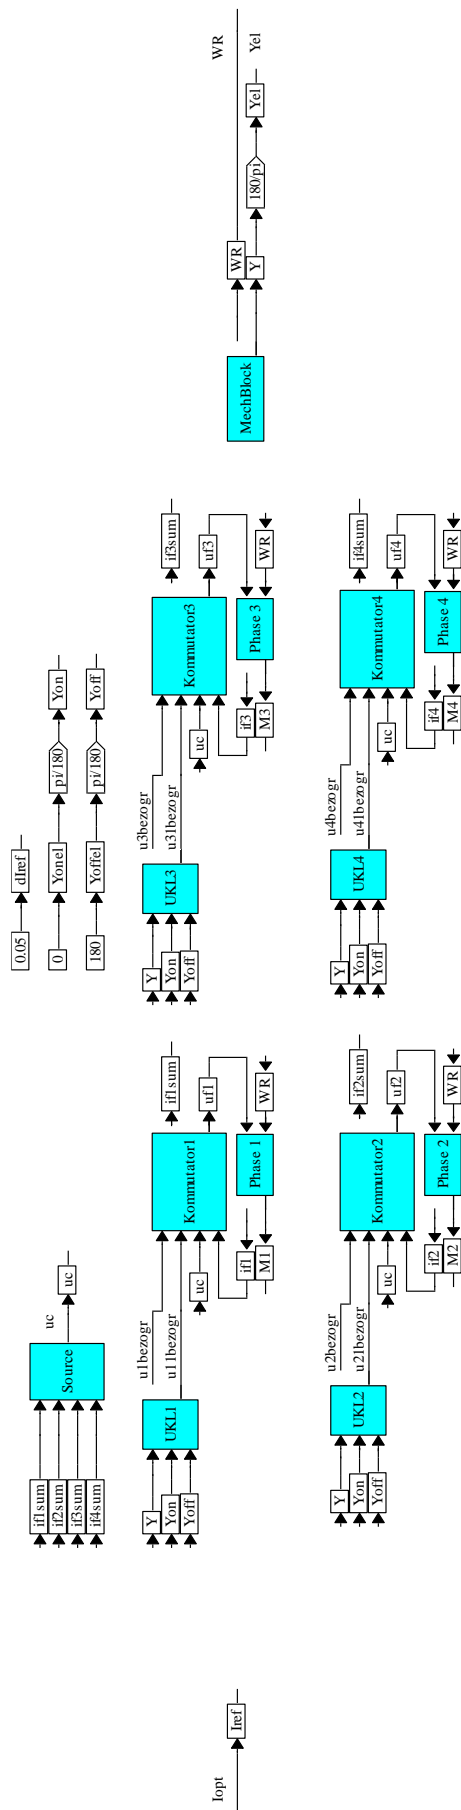 Iopt
Iref
if1sum
if2sum
if3sum
if4sum
Source
uc
uc
0.05
dIref
0
Yonel
pi/180
Yon
180
Yoffel
pi/180
Yoff
Y
Yon
Yoff
UKL1
u1bezogr
u11bezogr
uc
Kommutator1
if1sum
uf1
if1
M1
Phase 1
WR
Y
Yon
Yoff
UKL3
u3bezogr
u31bezogr
uc
Kommutator3
if3sum
uf3
if3
M3
Phase 3
WR
Y
Yon
Yoff
UKL2
u2bezogr
u21bezogr
uc
Kommutator2
if2sum
uf2
if2
M2
Phase 2
WR
Y
Yon
Yoff
UKL4
u4bezogr
u41bezogr
uc
Kommutator4
if4sum
uf4
if4
M4
Phase 4
WR
MechBlock
WR
WR
Y
180/pi
Yel
Yel